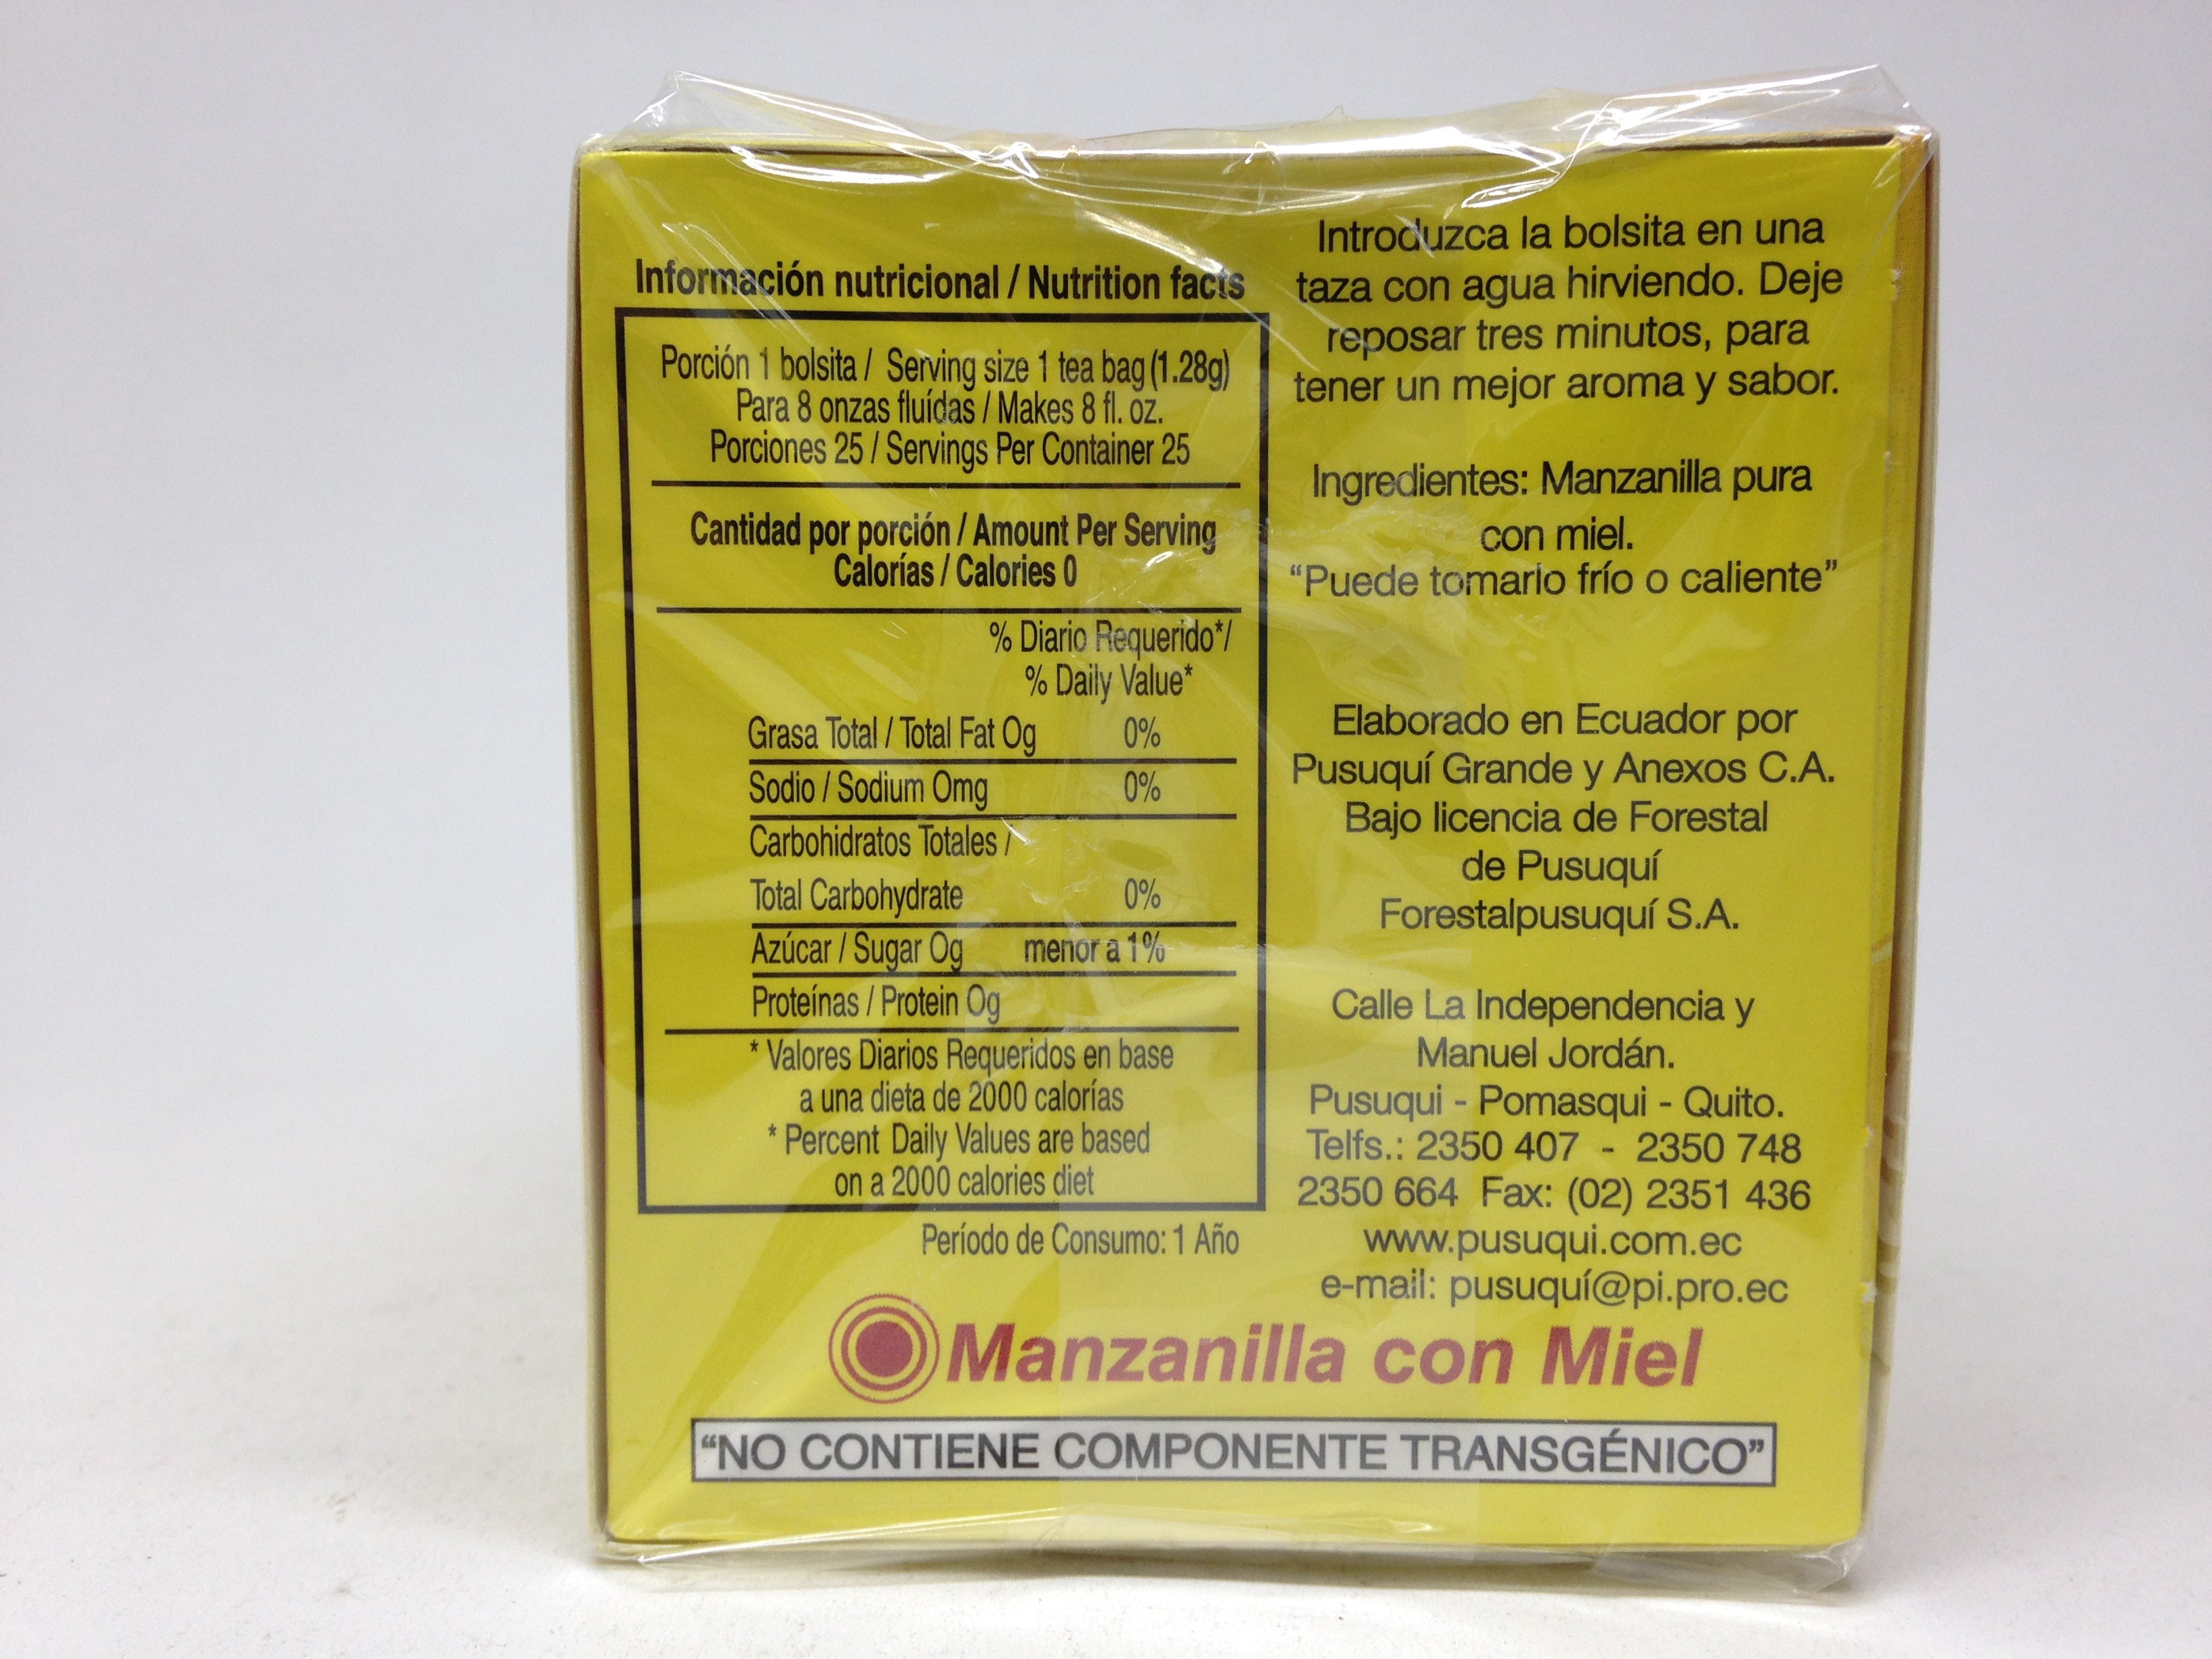 Información nutricional / Nutrition facts
Porción 1 bolsita / Serving size 1 tea bag (1.28g)
Para 8 onzas fluídas / Makes 8 fl. oz.
Porciones 25 / Servings Per Container 25
Cantidad por porción / Amount Per Serving
Calorías / Calories 0
% Diario Requerido*/
% Daily Value*
Grasa Total / Total Fat 0g 0%
Sodio / Sodium 0mg 0%
Carbohidratos Totales /
Total Carbohydrate 0%
Azúcar / Sugar 0g menor a 1%
Proteínas / Protein 0g
* Valores Diarios Requeridos en base
a una dieta de 2000 calorías
* Percent Daily Values are based
on a 2000 calories diet
Período de Consumo: 1 Año
Introduzca la bolsita en una
taza con agua hirviendo. Deje
reposar tres minutos, para
tener un mejor aroma y sabor.
Ingredientes: Manzanilla pura
con miel.
“Puede tomarlo frío o caliente”
Elaborado en Ecuador por
Pusuquí Grande y Anexos C.A.
Bajo licencia de Forestal
de Pusuquí
Forestalpusuquí S.A.
Calle La Independencia y
Manuel Jordán.
Pusuqui - Pomasqui - Quito.
Telfs.: 2350 407 - 2350 748
2350 664 Fax: (02) 2351 436
www.pusuqui.com.ec
e-mail: pusuquí@pi.pro.ec
Manzanilla con Miel
“NO CONTIENE COMPONENTE TRANSGÉNICO”